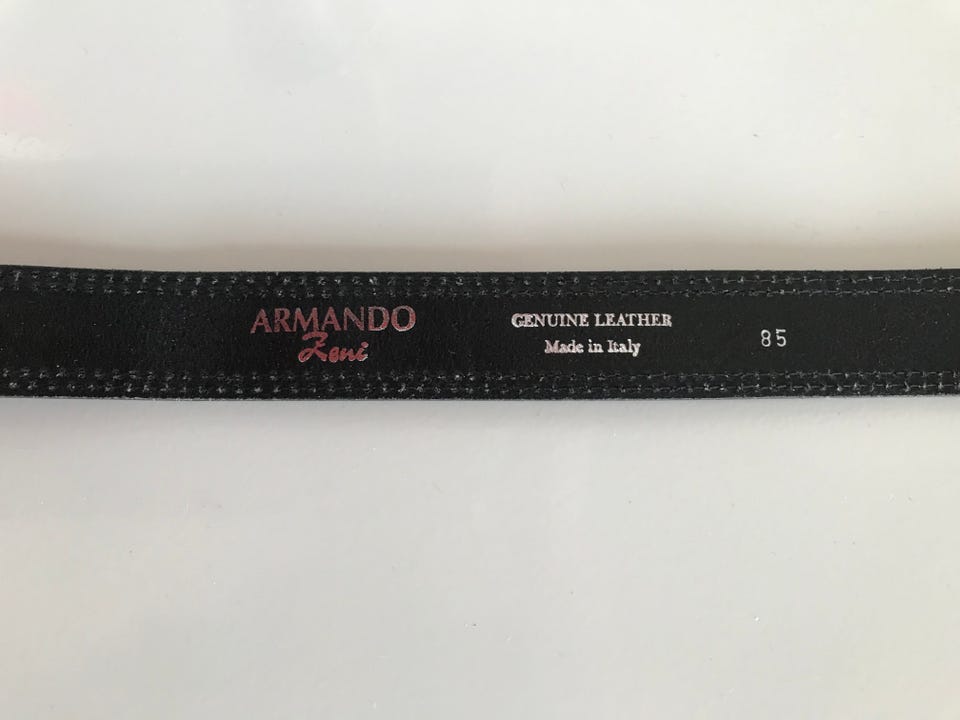 ARMANDO
Zeni
GENUINE LEATHER
Made in Italy
85